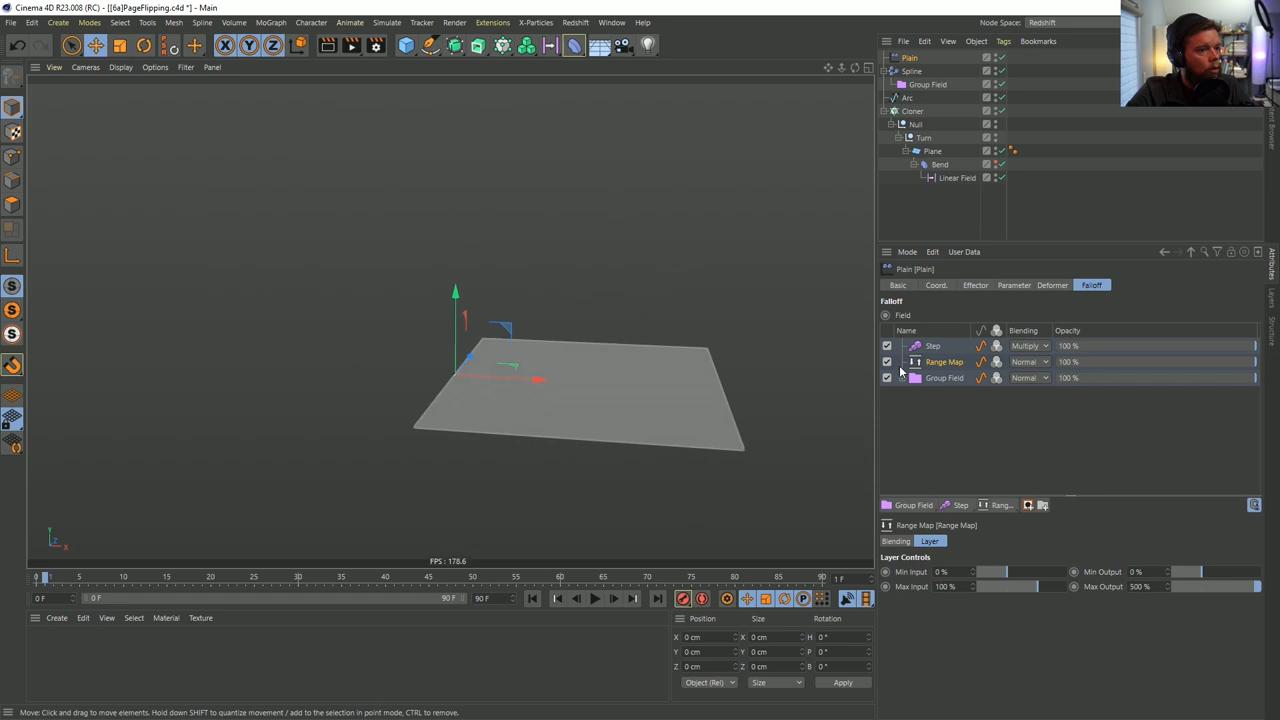 Cinema 4D R23.008 (RC) - [[6a]PageFlipping.c4d *] - Main
File Edit Create Modes Select Tools Mesh Spline Volume MoGraph Character Animate Simulate Tracker Render Extensions X-Particles Redshift Window Help Node Space: Redshift
File Edit View Object Tags Bookmarks
View Cameras Display Options Filter Panel
Plain
Spline
Group Field
Arc
Cloner
Null
Turn
Plane
Bend
Linear Field
Mode Edit User Data
Plain [Plain]
Basic Coord. Effector Parameter Deformer Falloff
Falloff
Field
Name Blending Opacity
Step Multiply 100 %
Range Map Normal 100 %
Group Field Normal 100 %
Group Field Step Rang...
Range Map [Range Map]
Blending Layer
Layer Controls
Min Input 0 % Min Output 0 %
Max Input 100 % Max Output 500 %
Attributes
Layers
Structure
Y
Z X
FPS : 178.6
0 1 5 10 15 20 25 30 35 40 45 50 55 60 65 70 75 80 85 90 1 F
0 F 0 F 90 F 90 F
Create Edit View Select Material Texture
Position Size Rotation
X 0 cm X 0 cm H 0 °
Y 0 cm Y 0 cm P 0 °
Z 0 cm Z 0 cm B 0 °
Object (Rel) Size Apply
Move: Click and drag to move elements. Hold down SHIFT to quantize movement / add to the selection in point mode, CTRL to remove.